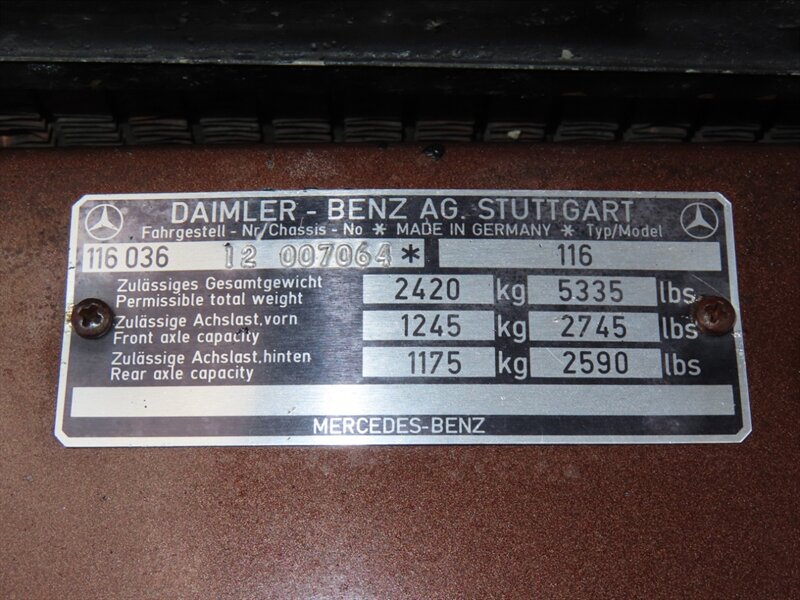 DAIMLER - BENZ AG. STUTTGART
Fahrgestell - Nr/Chassis - No * MADE IN GERMANY * Typ/Model
116 036 12 007064 * 116
Zulässiges Gesamtgewicht
Permissible total weight 2420 kg 5335 lbs
Zulässige Achslast,vorn
Front axle capacity 1245 kg 2745 lbs
Zulässige Achslast,hinten
Rear axle capacity 1175 kg 2590 lbs
MERCEDES-BENZ